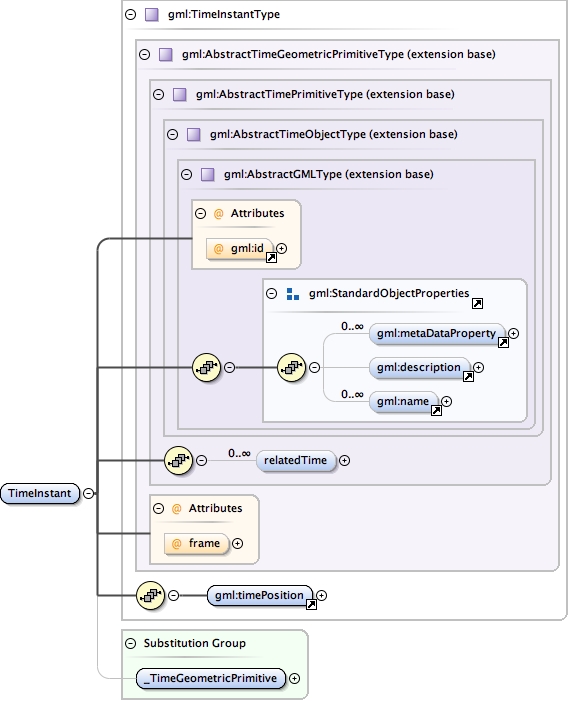 gml:TimeInstantType
gml:AbstractTimeGeometricPrimitiveType (extension base)
gml:AbstractTimePrimitiveType (extension base)
gml:AbstractTimeObjectType (extension base)
gml:AbstractGMLType (extension base)
@ Attributes
@ gml:id
gml:StandardObjectProperties
0..∞
gml:metaDataProperty
gml:description
0..∞
gml:name
0..∞
relatedTime
TimeInstant
@ Attributes
@ frame
gml:timePosition
Substitution Group
_TimeGeometricPrimitive